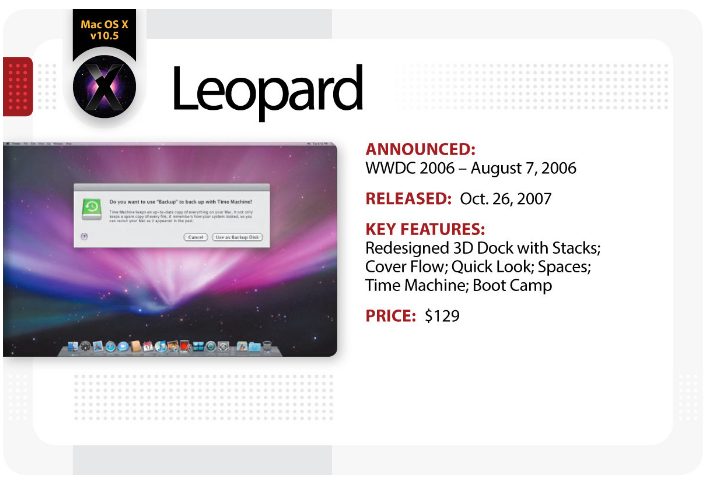 Mac OS X
v10.5
X
Leopard
Do you want to use "Backup" to back up with Time Machine?
Time Machine keeps an up-to-date copy of everything on your Mac. It not only
keeps a spare copy of every file, it remembers how your system looked, so you
can revisit your Mac as it appeared in the past.
Cancel
Use as Backup Disk
ANNOUNCED:
WWDC 2006 – August 7, 2006
RELEASED: Oct. 26, 2007
KEY FEATURES:
Redesigned 3D Dock with Stacks;
Cover Flow; Quick Look; Spaces;
Time Machine; Boot Camp
PRICE: $129